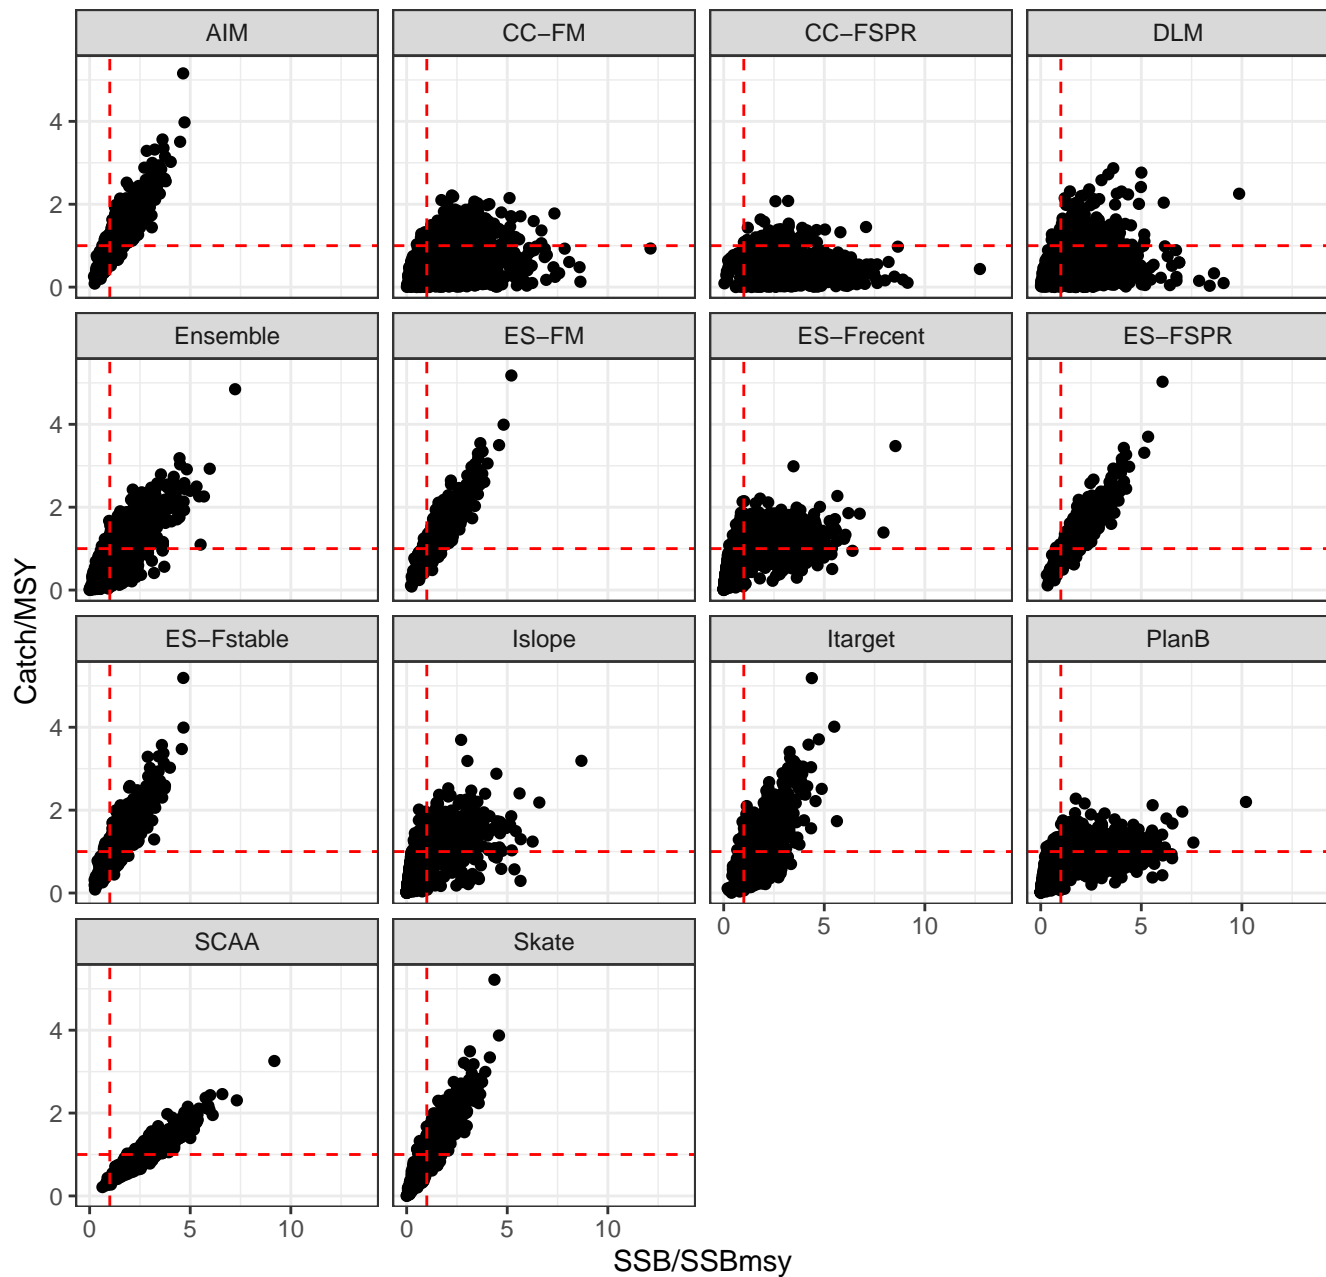 AIM CC−FM CC−FSPR DLM
4
2
0
Ensemble ES−FM ES−Frecent ES−FSPR
4
2
0
Catch/MSY
ES−Fstable Islope Itarget PlanB
4
2
0
0 5 10 0 5 10
SCAA Skate
4
2
0
0 5 10 0 5 10
SSB/SSBmsy